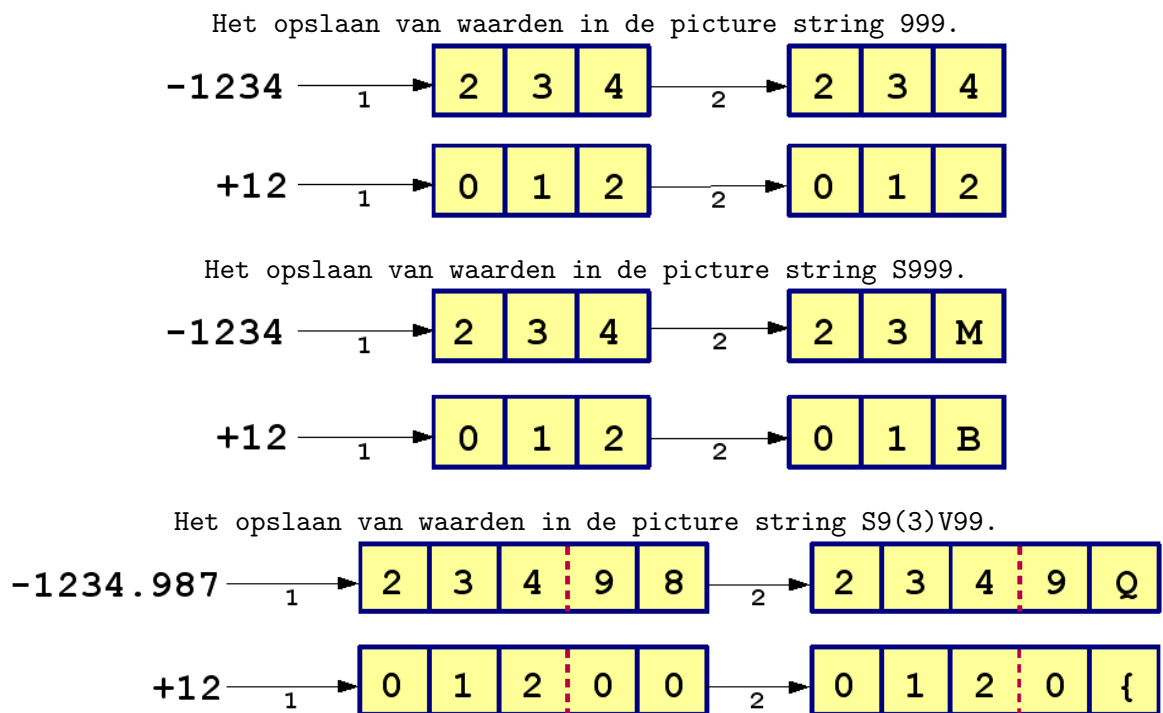 Het opslaan van waarden in de picture string 999.
-1234 1 2 3 4 2 2 3 4
+12 1 0 1 2 2 0 1 2
Het opslaan van waarden in de picture string S999.
-1234 1 2 3 4 2 2 3 M
+12 1 0 1 2 2 0 1 B
Het opslaan van waarden in de picture string S9(3)V99.
-1234.987 1 2 3 4 9 8 2 2 3 4 9 Q
+12 1 0 1 2 0 0 2 0 1 2 0 {